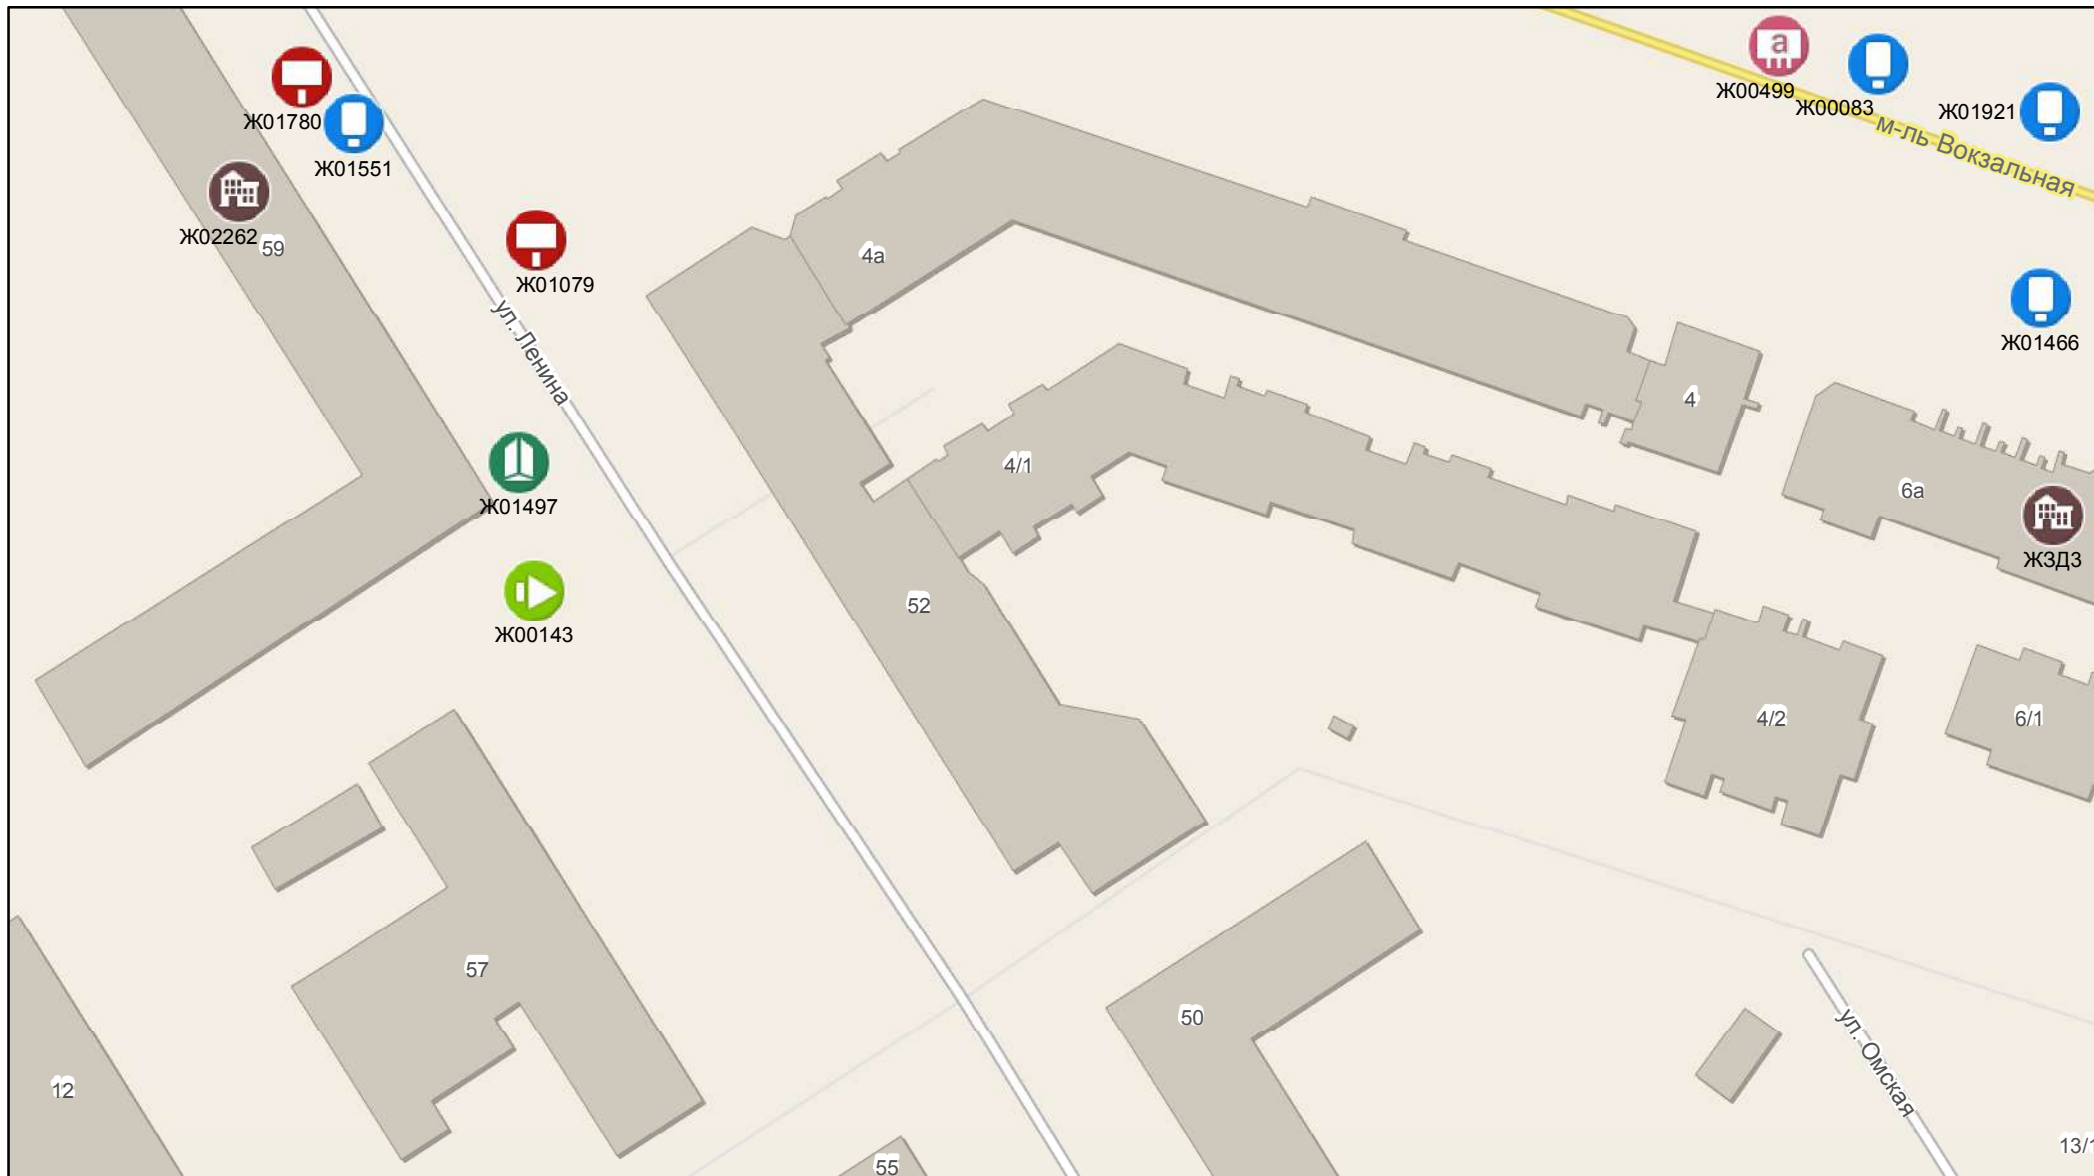 a
Ж00499
Ж00083
Ж01921
Ж01780
м-ль Вокзальная
Ж01551
Ж02262
59
4а
Ж01079
ул. Ленина
Ж01466
4
4/1
6а
Ж01497
ЖЗД3
52
Ж00143
4/2
6/1
57
50
ул. Омская
12
13/1
55